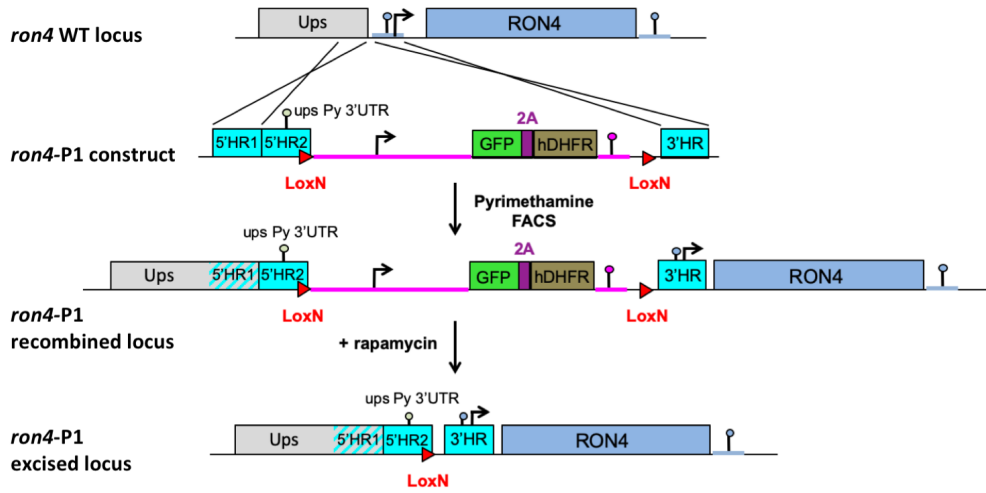 ron4 WT locus
Ups
RON4
ups Py 3'UTR
2A
ron4-P1 construct
5'HR1
5'HR2
GFP
hDHFR
3'HR
LoxN
LoxN
Pyrimethamine
FACS
ups Py 3'UTR
2A
Ups
5'HR1
5'HR2
GFP
hDHFR
3'HR
RON4
LoxN
LoxN
ron4-P1
recombined locus
+ rapamycin
ups Py 3'UTR
ron4-P1
excised locus
Ups
5'HR1
5'HR2
3'HR
RON4
LoxN